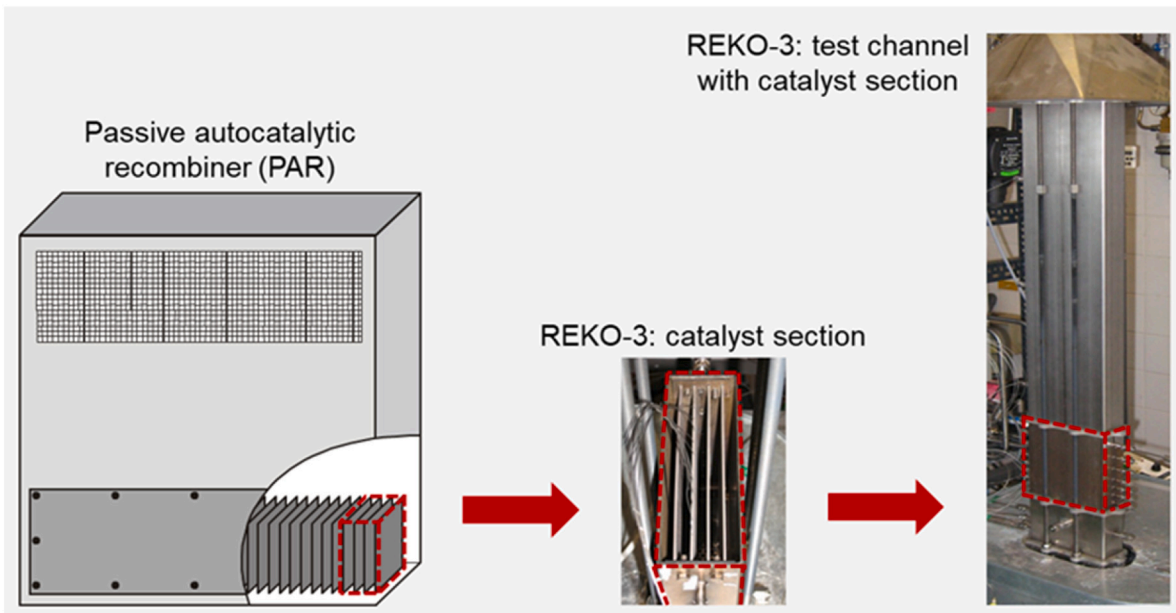 REKO-3: test channel
with catalyst section
Passive autocatalytic
recombiner (PAR)
REKO-3: catalyst section